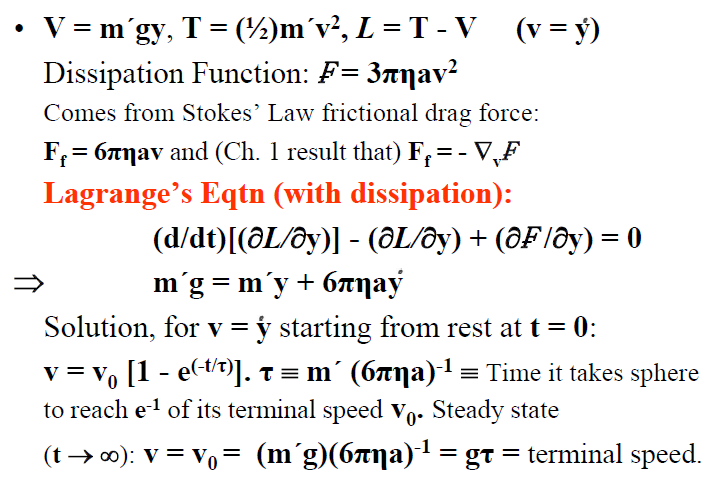 • V = m´gy, T = (½)m´v², L = T - V (v = ẏ)
Dissipation Function: F = 3πηav²
Comes from Stokes’ Law frictional drag force:
F_f = 6πηav and (Ch. 1 result that) F_f = - ∇_v F
Lagrange’s Eqtn (with dissipation):
(d/dt)[(∂L/∂y)] - (∂L/∂y) + (∂F/∂y) = 0
⇒ m´g = m´y + 6πηaẏ
Solution, for v = ẏ starting from rest at t = 0:
v = v₀ [1 - e^(-t/τ)]. τ ≡ m´ (6πηa)⁻¹ ≡ Time it takes sphere
to reach e⁻¹ of its terminal speed v₀. Steady state
(t → ∞): v = v₀ = (m´g)(6πηa)⁻¹ = gτ = terminal speed.